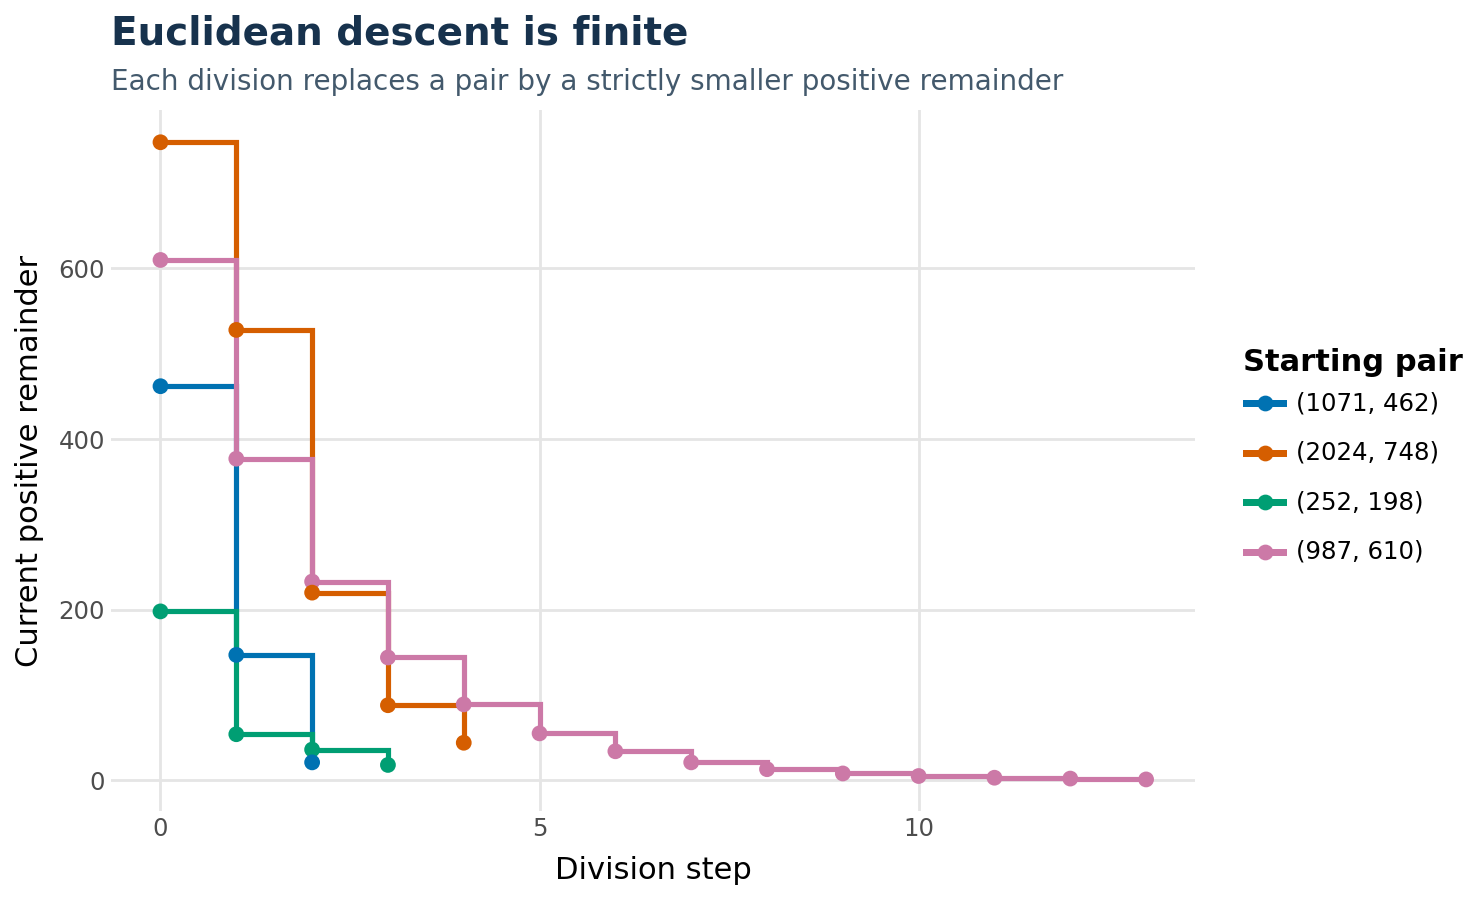 Euclidean descent is finite
Each division replaces a pair by a strictly smaller positive remainder
Current positive remainder
600
400
200
0
0 5 10
Division step
Starting pair
(1071, 462)
(2024, 748)
(252, 198)
(987, 610)